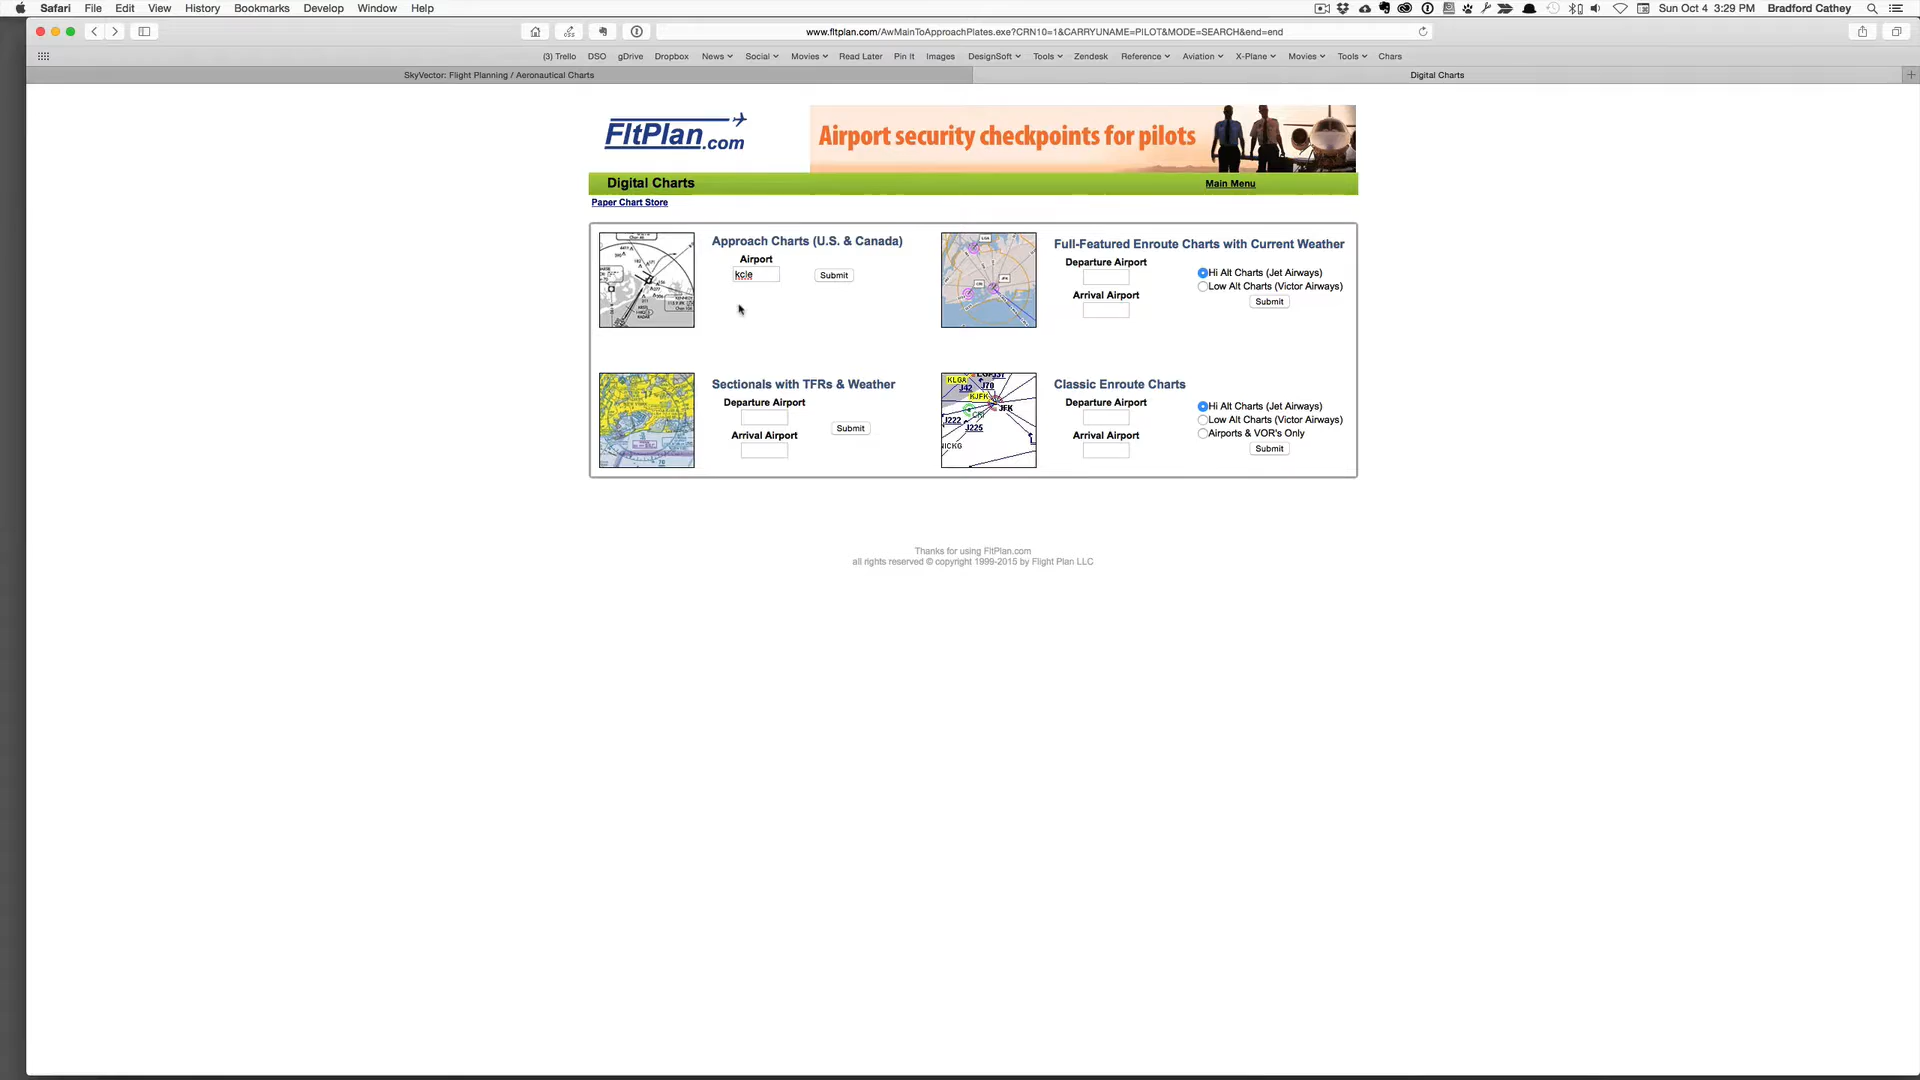 Safari File Edit View History Bookmarks Develop Window Help
Sun Oct 4 3:29 PM Bradford Cathey
www.fltplan.com/AwMainToApproachPlates.exe?CRN10=1&CARRYUNAME=PILOT&MODE=SEARCH&end=end
(3) Trello DSO gDrive Dropbox News Social Movies Read Later Pin It Images DesignSoft Tools Zendesk Reference Aviation X-Plane Movies Tools Chars
SkyVector: Flight Planning / Aeronautical Charts
Digital Charts
FltPlan.com
Airport security checkpoints for pilots
Digital Charts
Main Menu
Paper Chart Store
Approach Charts (U.S. & Canada)
Airport
kcle
Submit
Full-Featured Enroute Charts with Current Weather
Departure Airport
Hi Alt Charts (Jet Airways)
Low Alt Charts (Victor Airways)
Arrival Airport
Submit
Sectionals with TFRs & Weather
Departure Airport
Submit
Arrival Airport
KLGA
J42
J70
KJFK
JFK
J222
J225
Classic Enroute Charts
Departure Airport
Hi Alt Charts (Jet Airways)
Low Alt Charts (Victor Airways)
Airports & VOR's Only
Arrival Airport
Submit
Thanks for using FltPlan.com
all rights reserved © copyright 1999-2015 by Flight Plan LLC